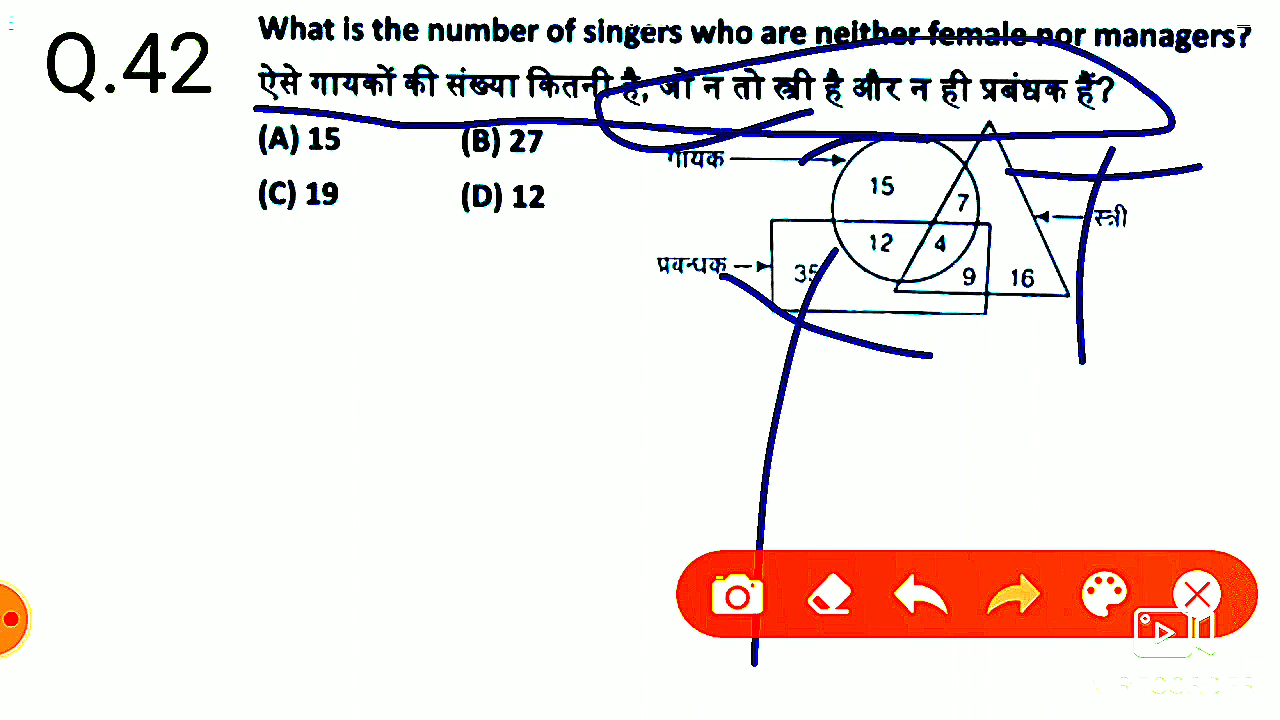 Q.42
What is the number of singers who are neither female nor managers?
ऐसे गायकों की संख्या कितनी है, जो न तो स्त्री है और न ही प्रबंधक हैं?
(A) 15 (B) 27
(C) 19 (D) 12
गायक
15
7
स्त्री
12
4
प्रवन्धक
35
9
16